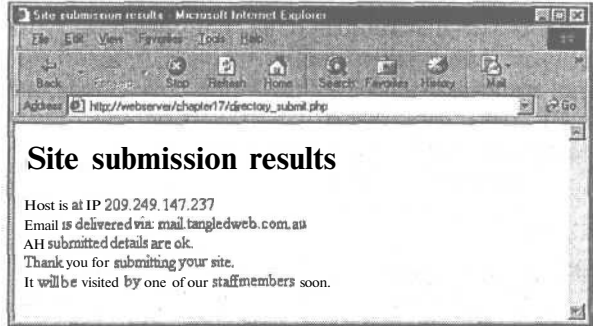 Site submission results - Microsoft Internet Explorer
File Edit View Favorites Tools Help
Back Stop Refresh Home Search Favorites History Mail
Address http://webserver/chapter17/directory_submit.php Go
Site submission results
Host is at IP 209.249.147.237
Email is delivered via: mail.tangledweb.com.au
AH submitted details are ok.
Thank you for submitting your site.
It will be visited by one of our staffmembers soon.